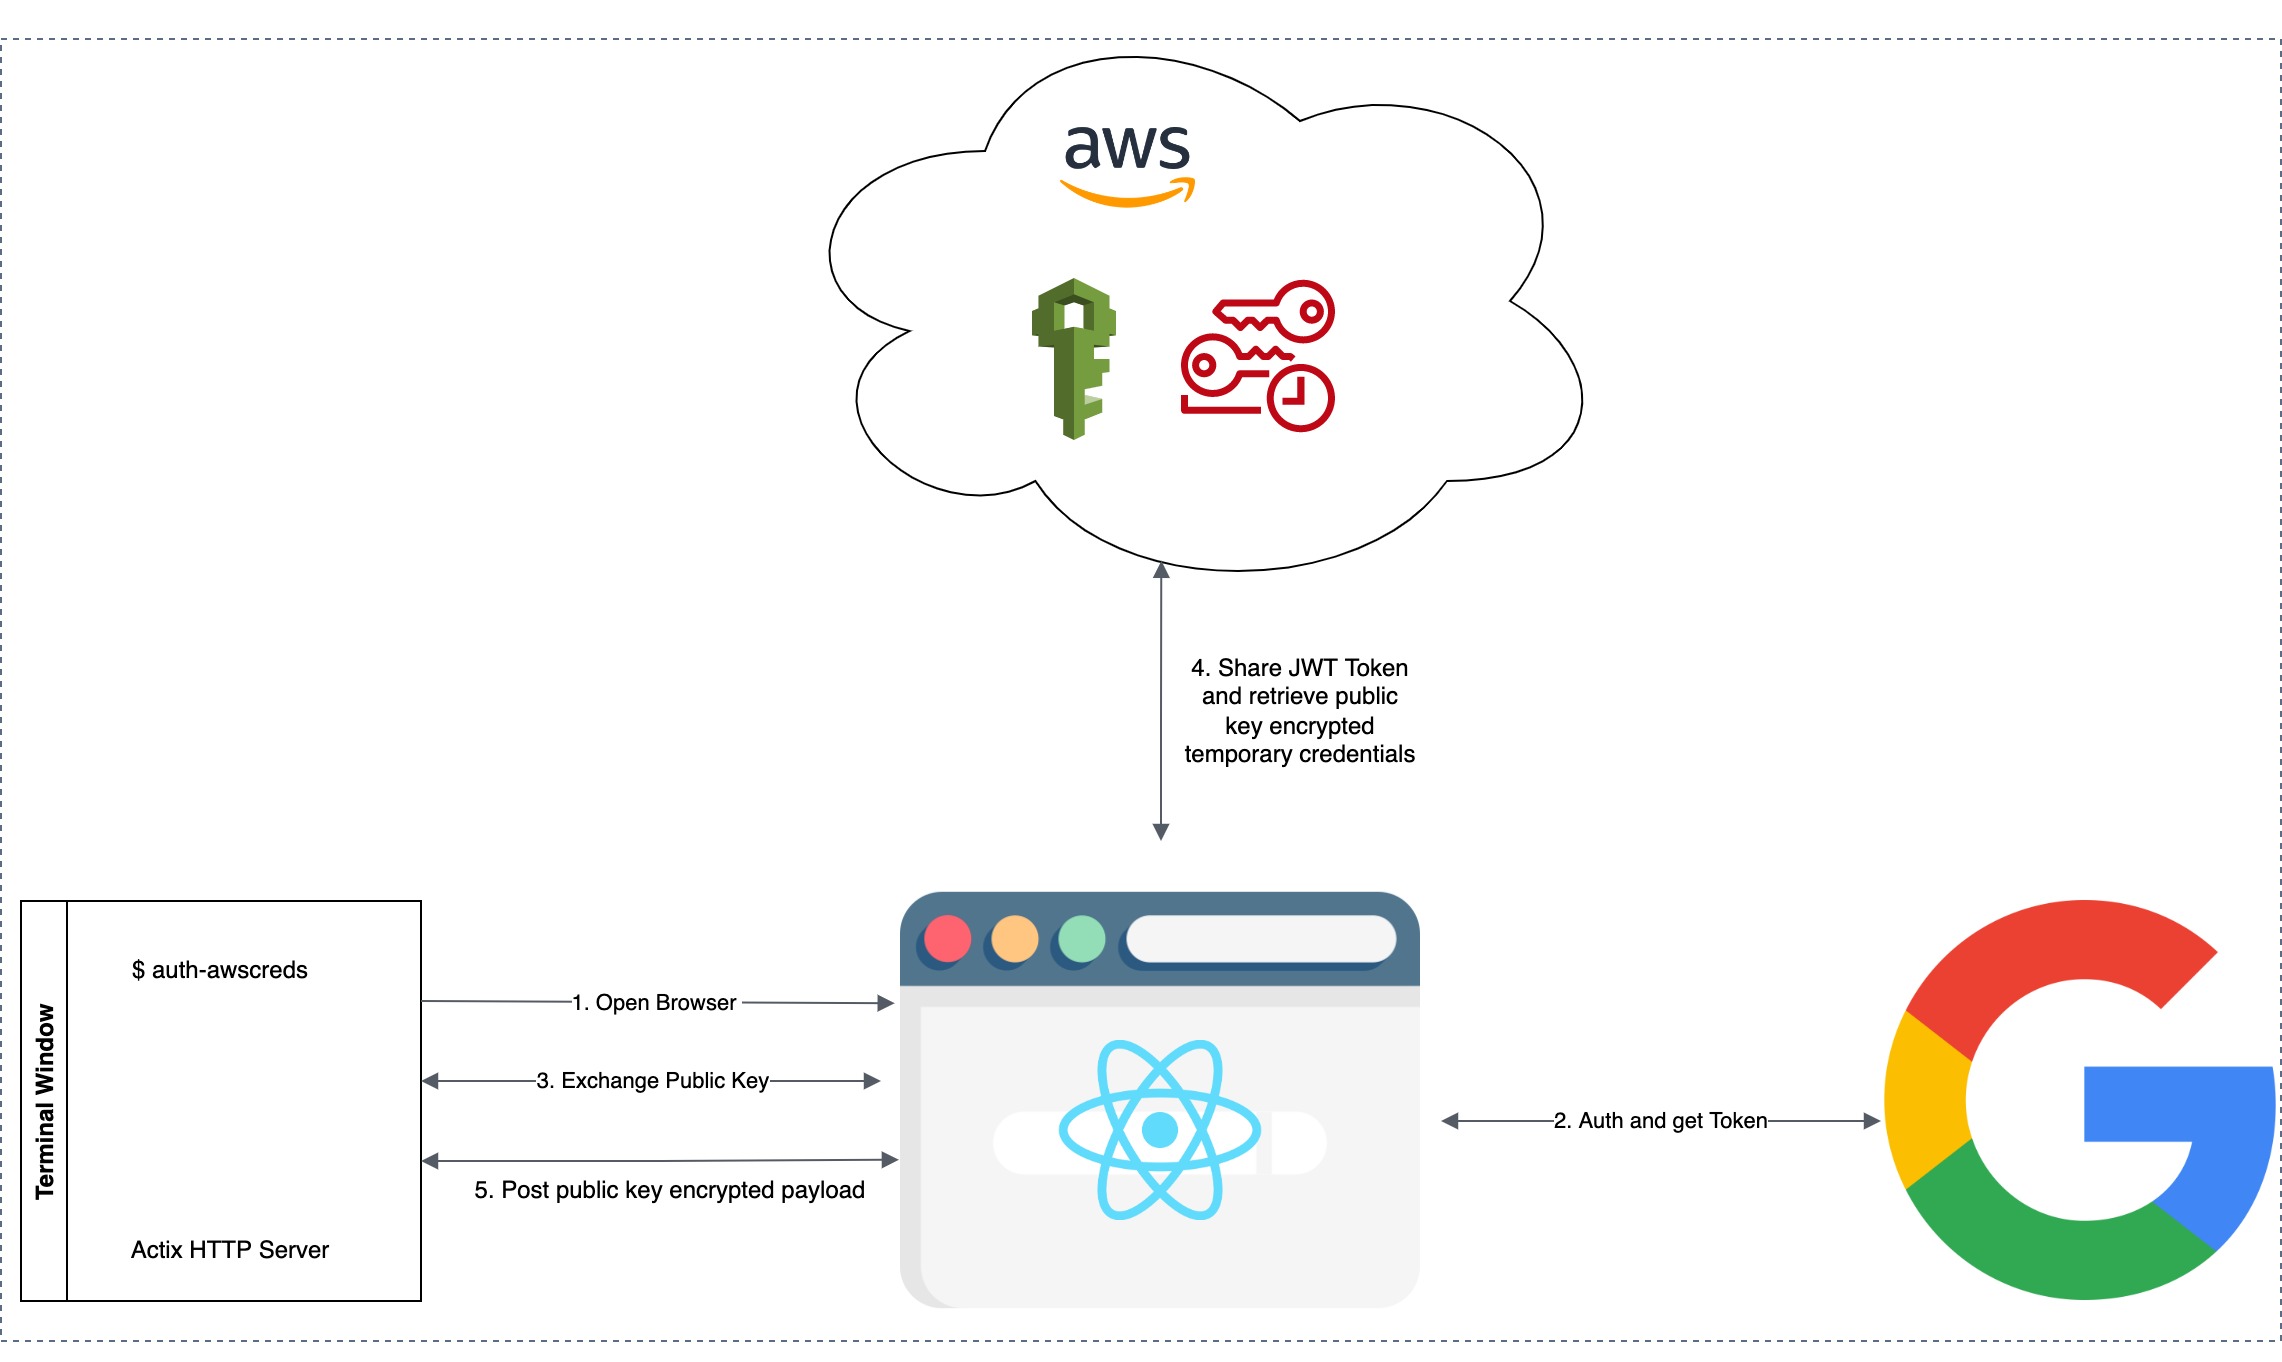 aws
4. Share JWT Token
and retrieve public
key encrypted
temporary credentials
Terminal Window
$ auth-awscreds
1. Open Browser
3. Exchange Public Key
2. Auth and get Token
5. Post public key encrypted payload
Actix HTTP Server